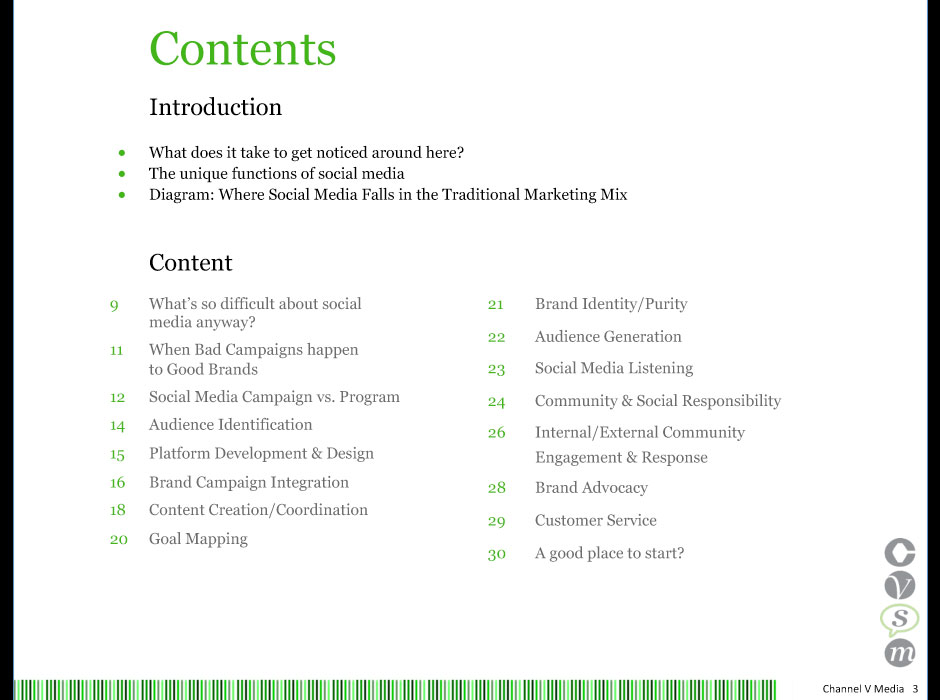 Contents
Introduction
• What does it take to get noticed around here?
• The unique functions of social media
• Diagram: Where Social Media Falls in the Traditional Marketing Mix
Content
9 What's so difficult about social
media anyway?
11 When Bad Campaigns happen
to Good Brands
12 Social Media Campaign vs. Program
14 Audience Identification
15 Platform Development & Design
16 Brand Campaign Integration
18 Content Creation/Coordination
20 Goal Mapping
21 Brand Identity/Purity
22 Audience Generation
23 Social Media Listening
24 Community & Social Responsibility
26 Internal/External Community
Engagement & Response
28 Brand Advocacy
29 Customer Service
30 A good place to start?
C
v
s
m
Channel V Media 3